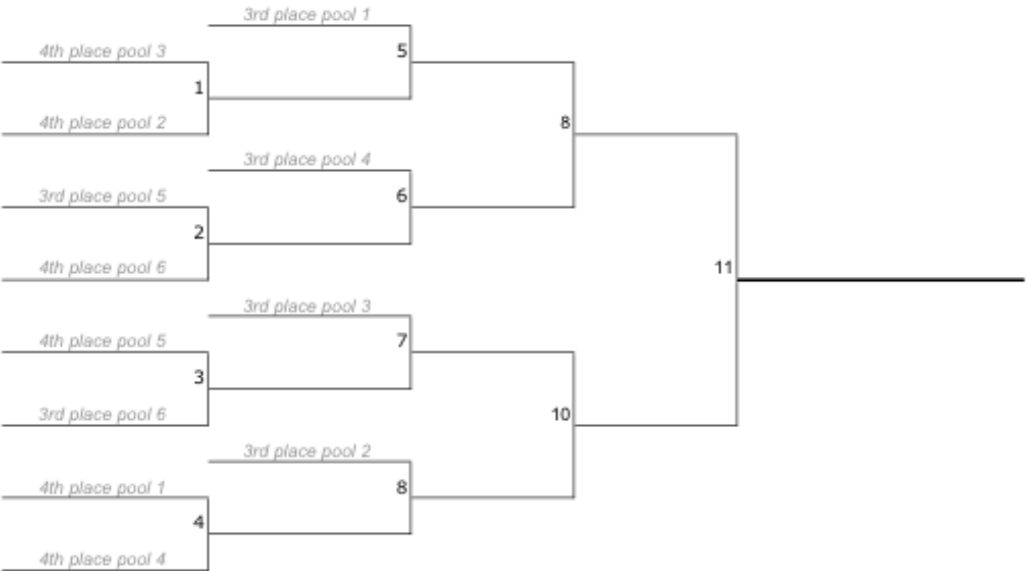 3rd place pool 1
4th place pool 3
5
1
4th place pool 2
8
3rd place pool 4
3rd place pool 5
6
2
4th place pool 6
11
3rd place pool 3
4th place pool 5
7
3
3rd place pool 6
10
3rd place pool 2
4th place pool 1
8
4
4th place pool 4